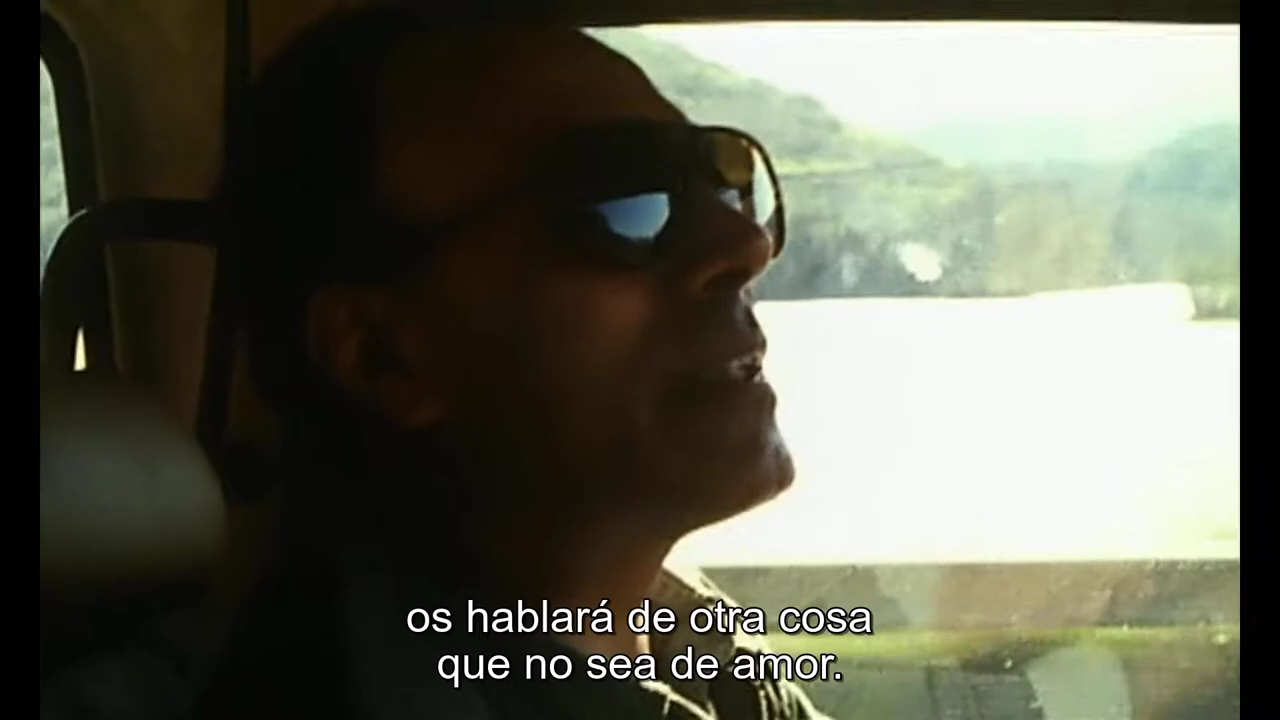 os hablará de otra cosa
que no sea de amor.